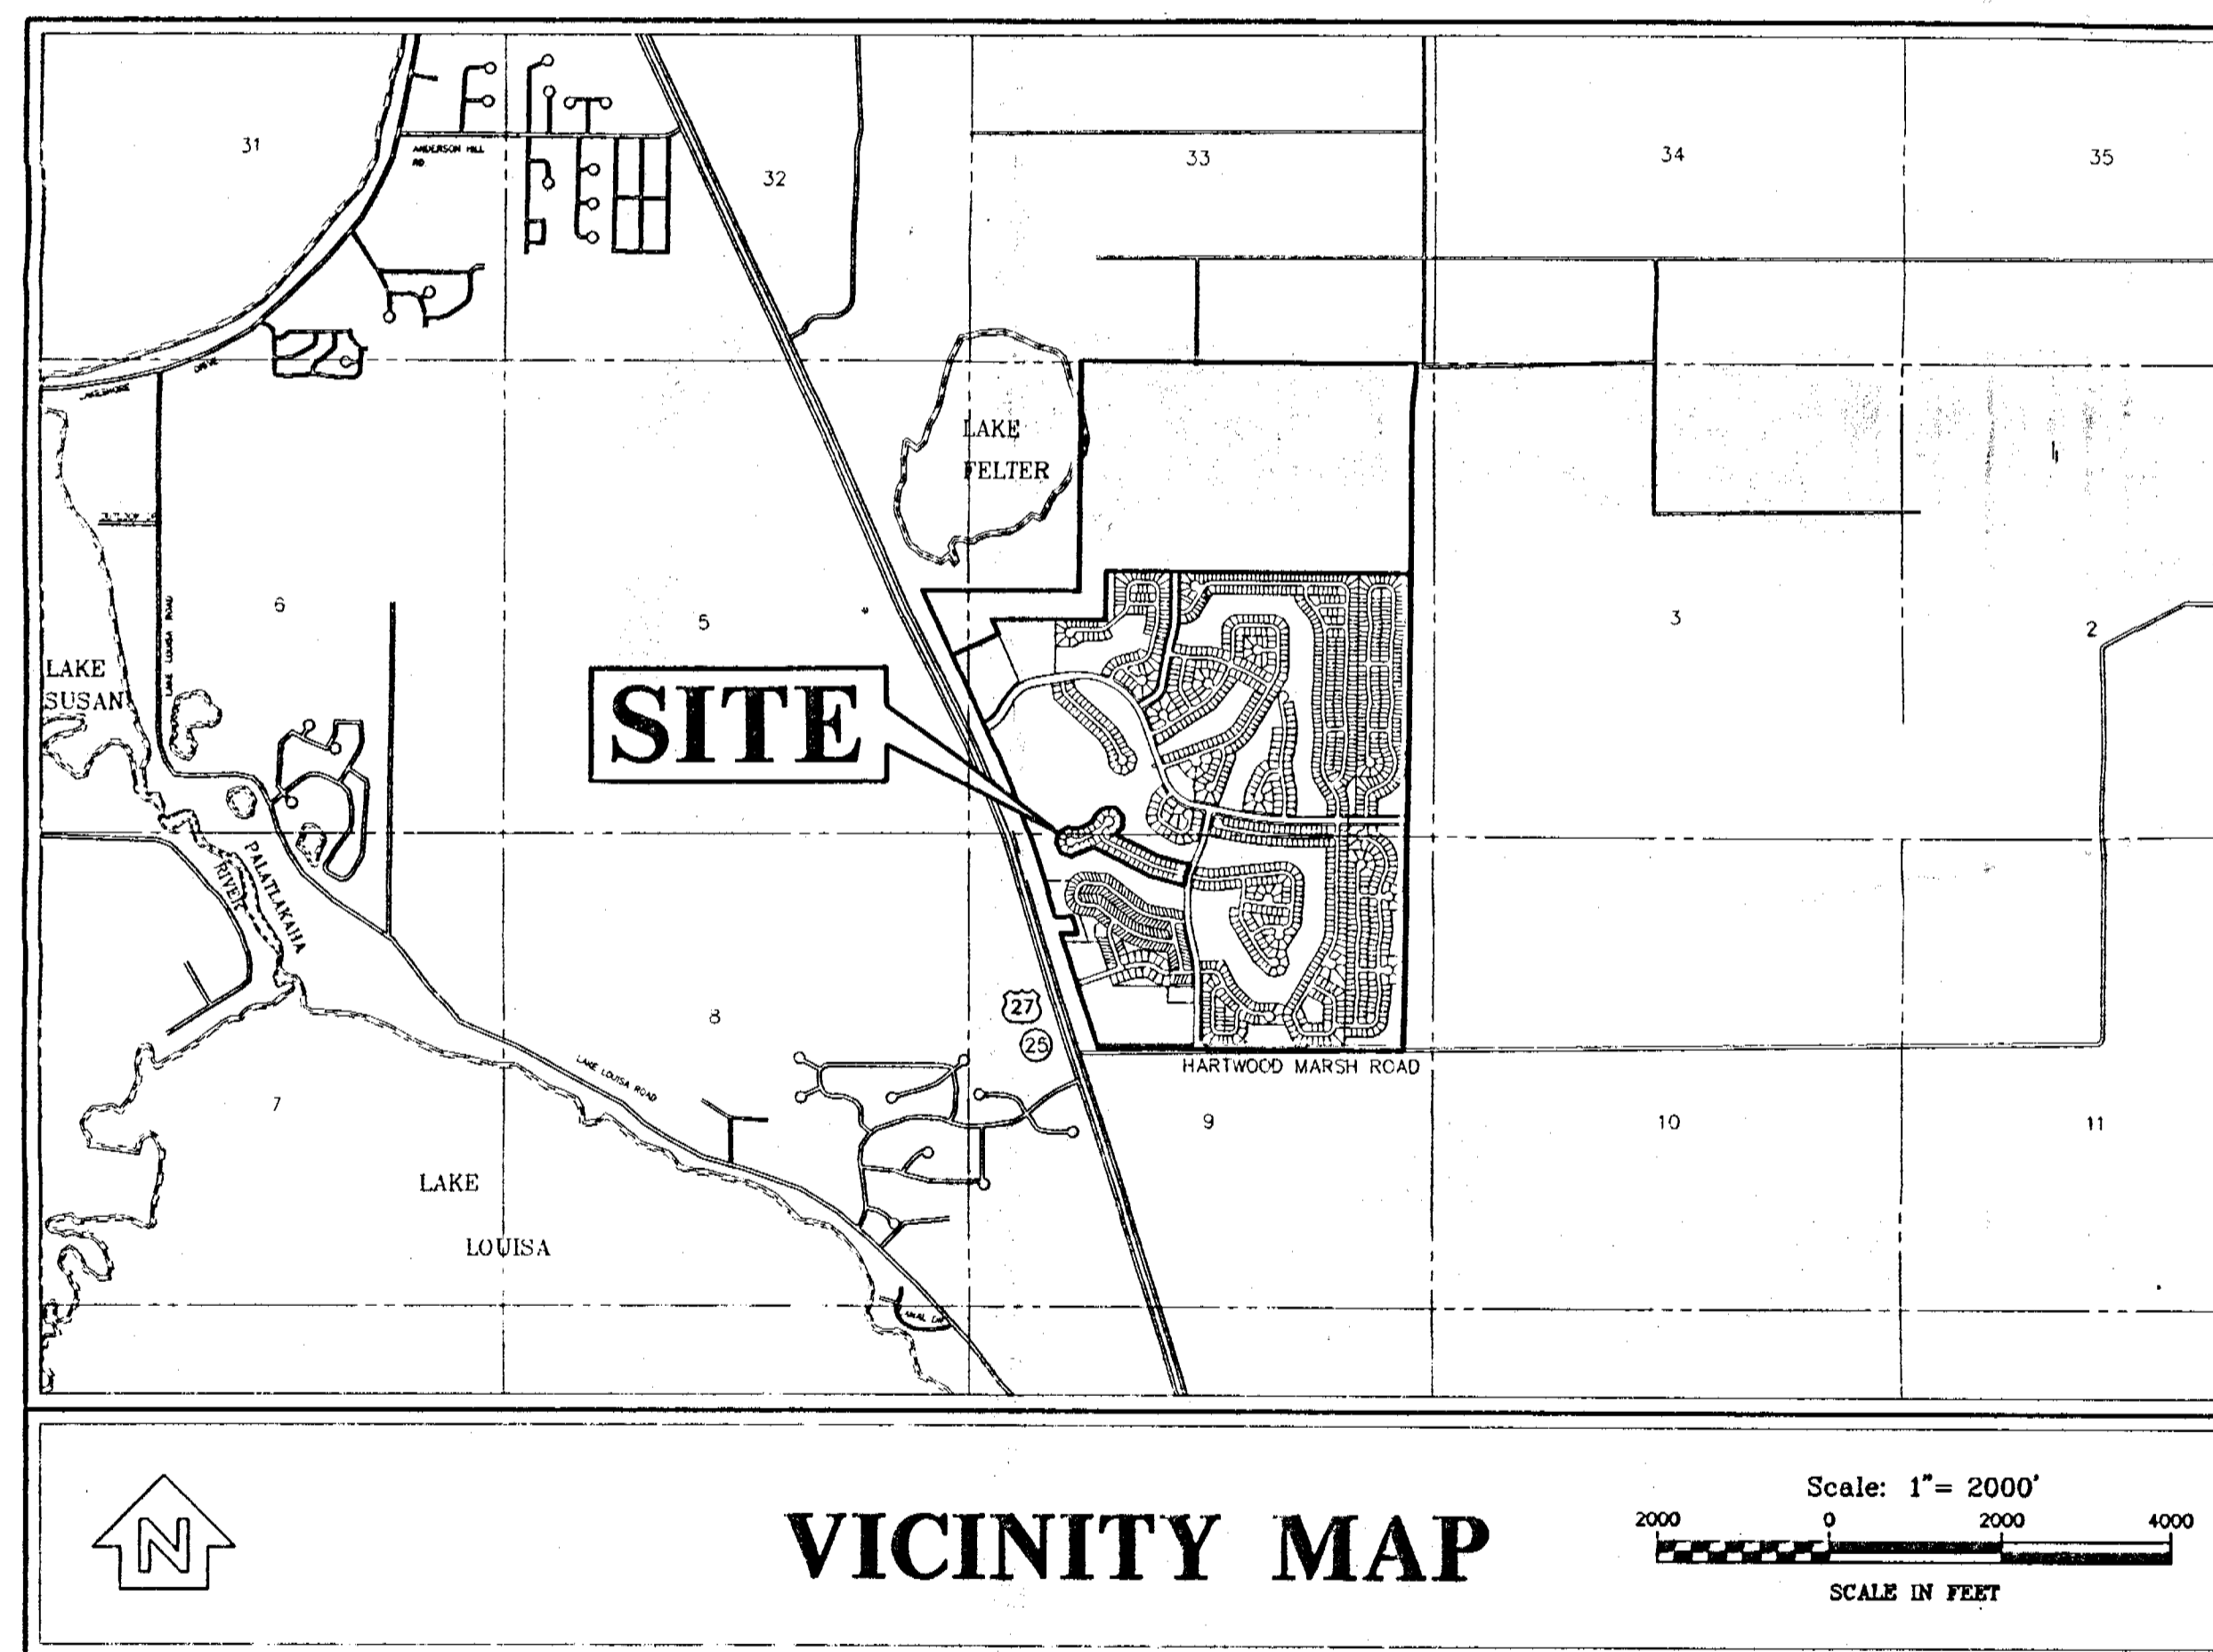 31
ANDERSON HILL
RD
32
33
34
35
DRIVE
LAKE
FELTER
LAKE LOUISA ROAD
6
5
3
2
LAKE
SUSAN
SITE
PALATLAKAHA
RIVER
27
25
8
HARTWOOD MARSH ROAD
LAKE LOUISA ROAD
7
9
10
11
LAKE
LOUISA
N
VICINITY MAP
Scale: 1"= 2000'
2000 0 2000 4000
SCALE IN FEET